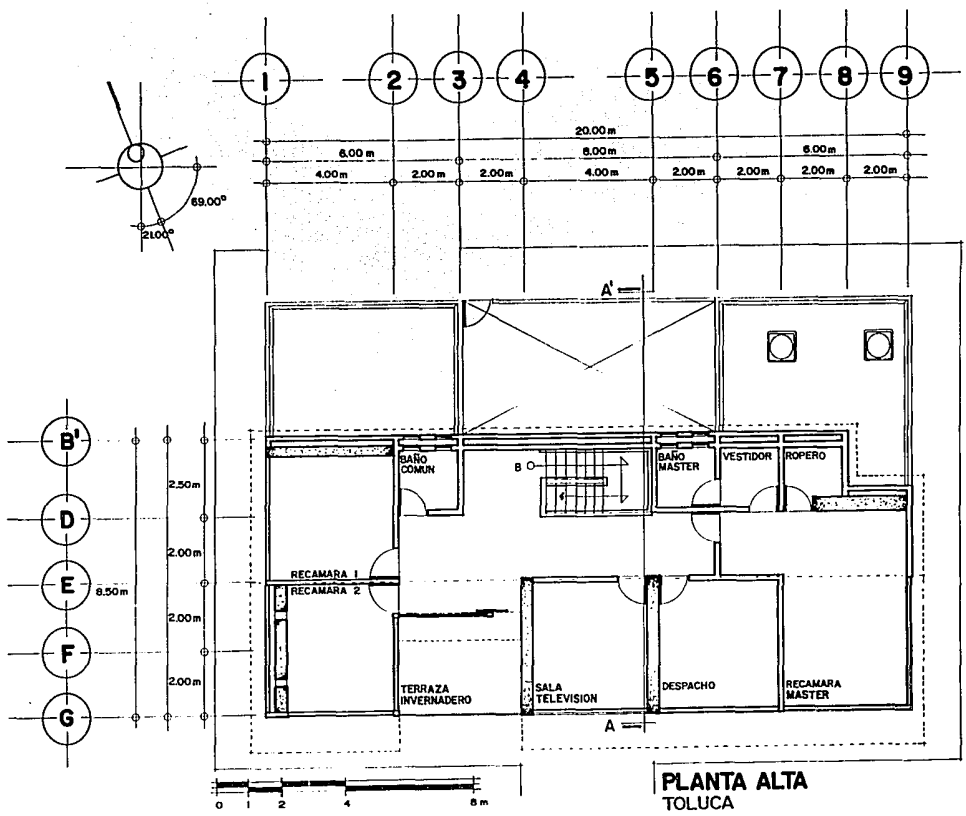 1 2 3 4 5 6 7 8 9
20.00 m
6.00 m 8.00 m 6.00 m
4.00 m 2.00 m 2.00 m 4.00 m 2.00 m 2.00 m 2.00 m 2.00 m
69.00°
21.00°
A'
B'
D
E
F
G
2.50 m
2.00 m
8.50 m
2.00 m
2.00 m
BAÑO
COMUN
B
BAÑO
MASTER
VESTIDOR
ROPERO
RECAMARA 1
RECAMARA 2
TERRAZA
INVERNADERO
SALA
TELEVISION
DESPACHO
RECAMARA
MASTER
A
0 1 2 4 8 m
PLANTA ALTA
TOLUCA